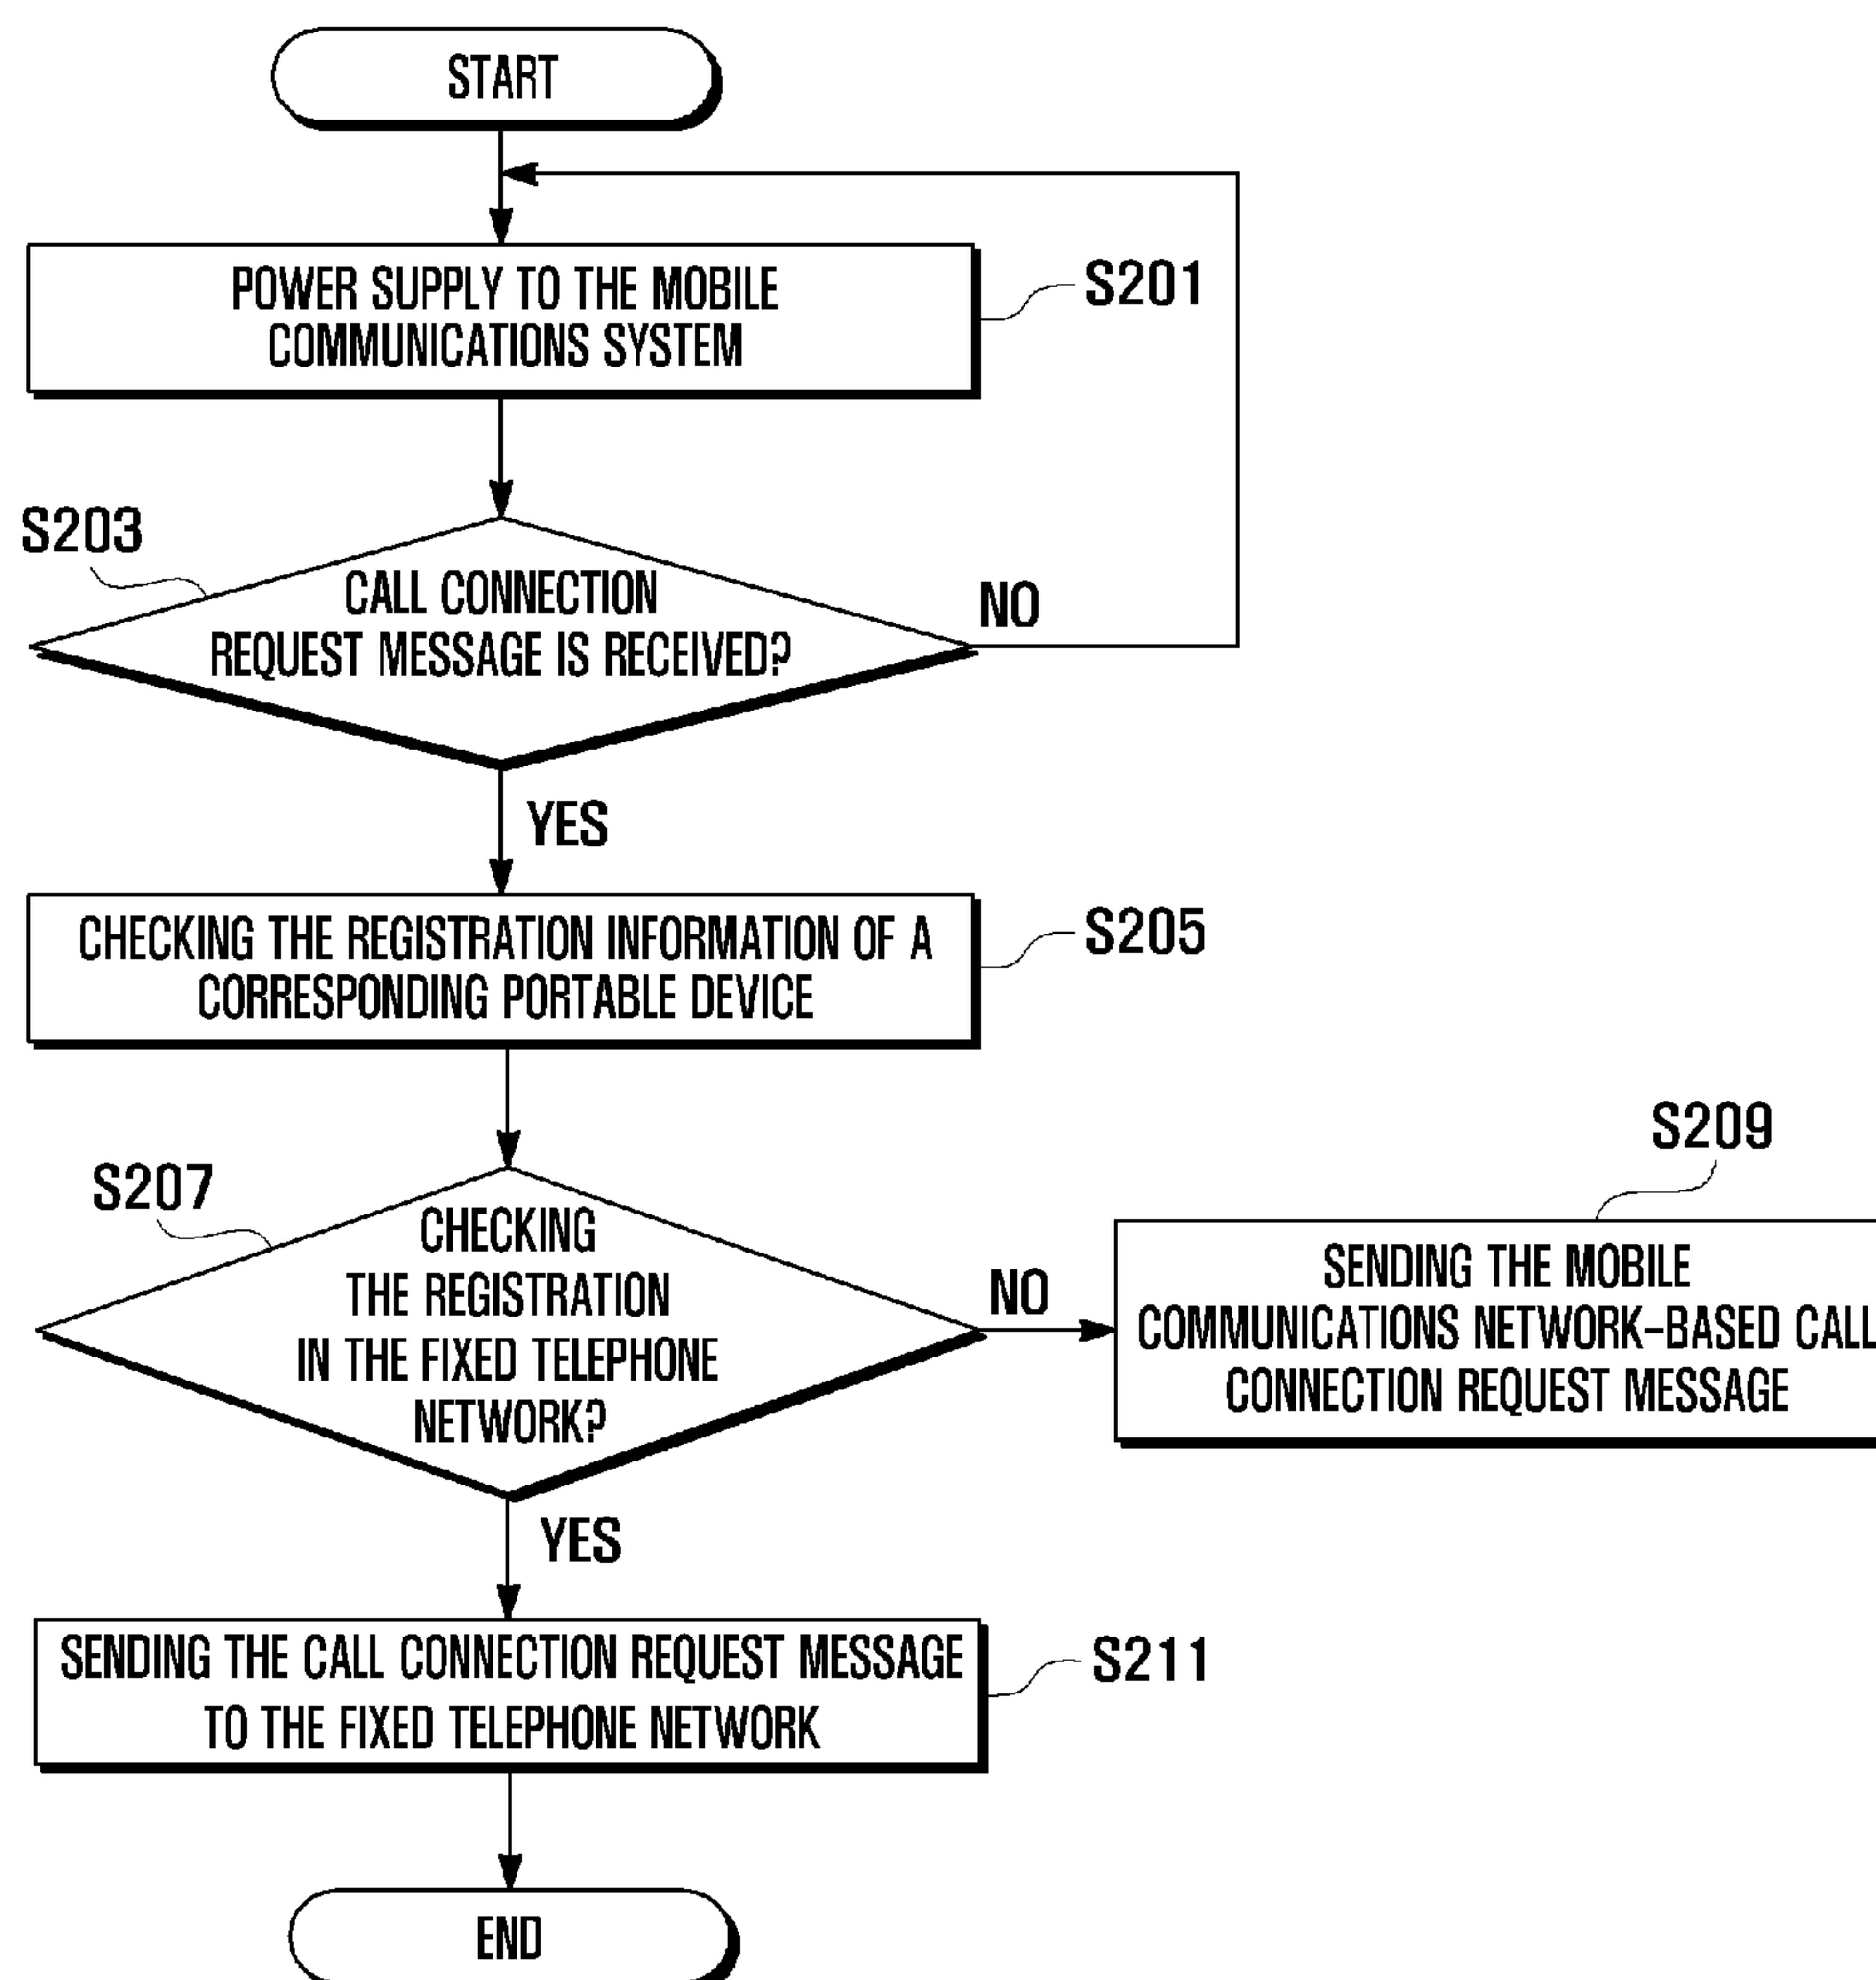 START
POWER SUPPLY TO THE MOBILE
COMMUNICATIONS SYSTEM
S201
S203
CALL CONNECTION
REQUEST MESSAGE IS RECEIVED?
NO
YES
CHECKING THE REGISTRATION INFORMATION OF A
CORRESPONDING PORTABLE DEVICE
S205
S207
CHECKING
THE REGISTRATION
IN THE FIXED TELEPHONE
NETWORK?
NO
S209
SENDING THE MOBILE
COMMUNICATIONS NETWORK-BASED CALL
CONNECTION REQUEST MESSAGE
YES
SENDING THE CALL CONNECTION REQUEST MESSAGE
TO THE FIXED TELEPHONE NETWORK
S211
END